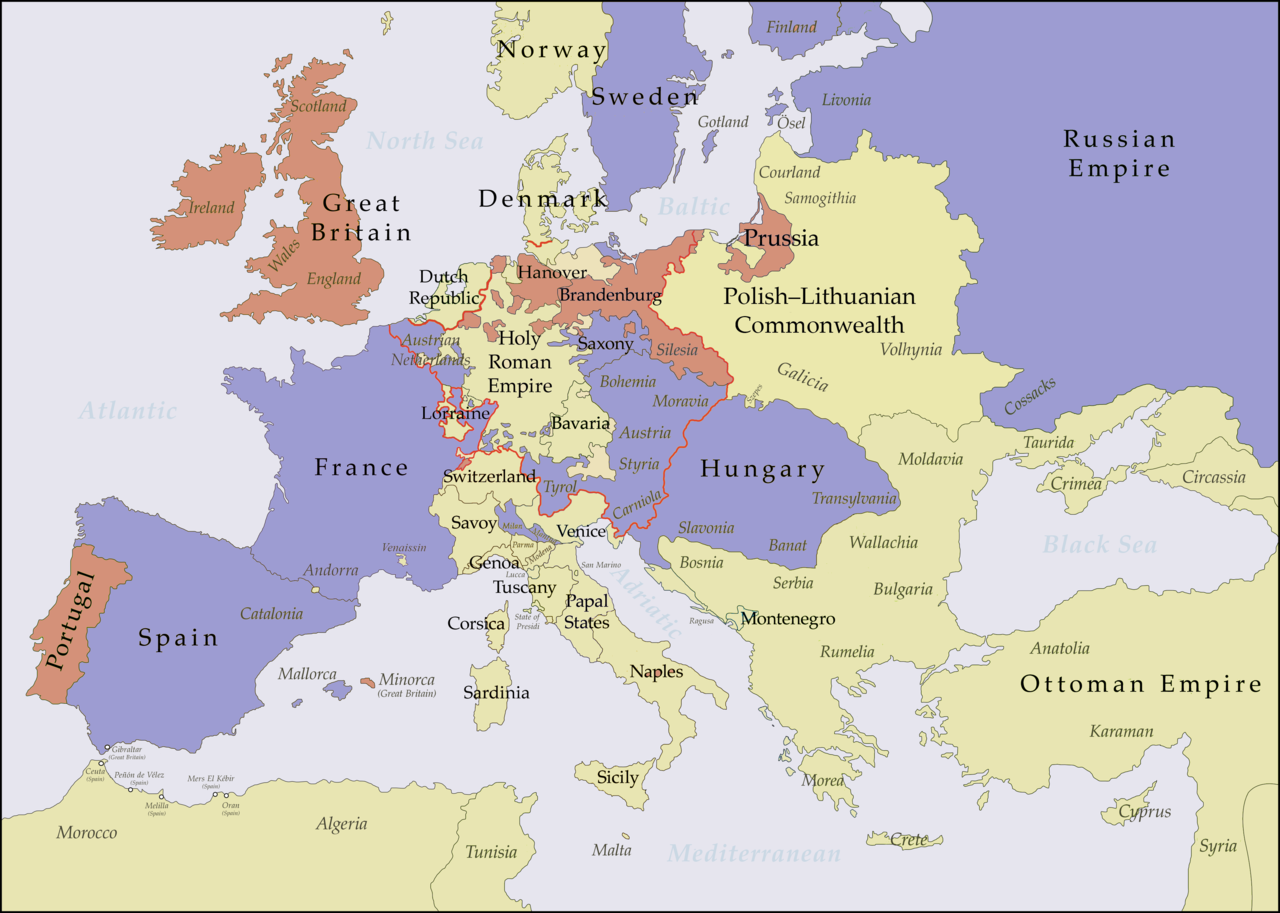 Norway
Finland
Sweden
Livonia
Scotland
Gotland
Ösel
North Sea
Russian
Empire
Courland
Samogithia
Denmark
Baltic
Ireland
Great
Britain
Wales
Prussia
England
Dutch
Republic
Hanover
Brandenburg
Polish–Lithuanian
Commonwealth
Austrian
Netherlands
Holy
Roman
Empire
Saxony
Silesia
Volhynia
Galicia
Bohemia
Moravia
Cossacks
Atlantic
Lorraine
Bavaria
Austria
Taurida
Moldavia
France
Switzerland
Styria
Hungary
Tyrol
Carniola
Transylvania
Crimea
Circassia
Savoy
Milan
Venice
Slavonia
Banat
Wallachia
Black Sea
Venaissin
Parma
Modena
Genoa
San Marino
Bosnia
Andorra
Lucca
Tuscany
Adriatic
Serbia
Bulgaria
Portugal
Catalonia
Papal
States
Corsica
State of
Presidi
Ragusa
Montenegro
Spain
Rumelia
Anatolia
Mallorca
Minorca
(Great Britain)
Sardinia
Naples
Ottoman Empire
Karaman
Gibraltar
(Great Britain)
Ceuta
(Spain)
Peñón de Vélez
(Spain)
Mers El Kébir
(Spain)
Melilla
(Spain)
Oran
(Spain)
Sicily
Morea
Cyprus
Morocco
Algeria
Tunisia
Malta
Mediterranean
Crete
Syria